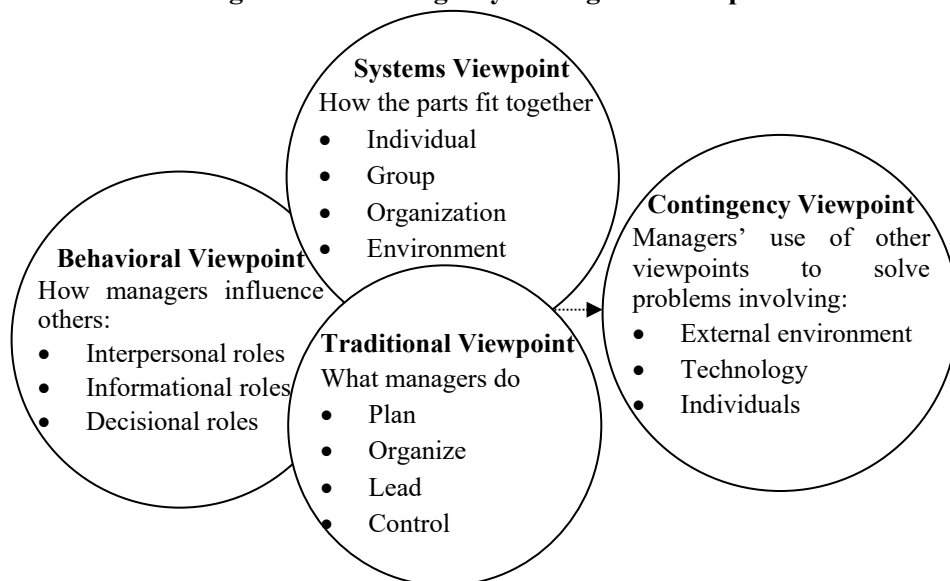 Systems Viewpoint
How the parts fit together
• Individual
• Group
• Organization
• Environment
Behavioral Viewpoint
How managers influence
others:
• Interpersonal roles
• Informational roles
• Decisional roles
Traditional Viewpoint
What managers do
• Plan
• Organize
• Lead
• Control
Contingency Viewpoint
Managers’ use of other
viewpoints to solve
problems involving:
• External environment
• Technology
• Individuals